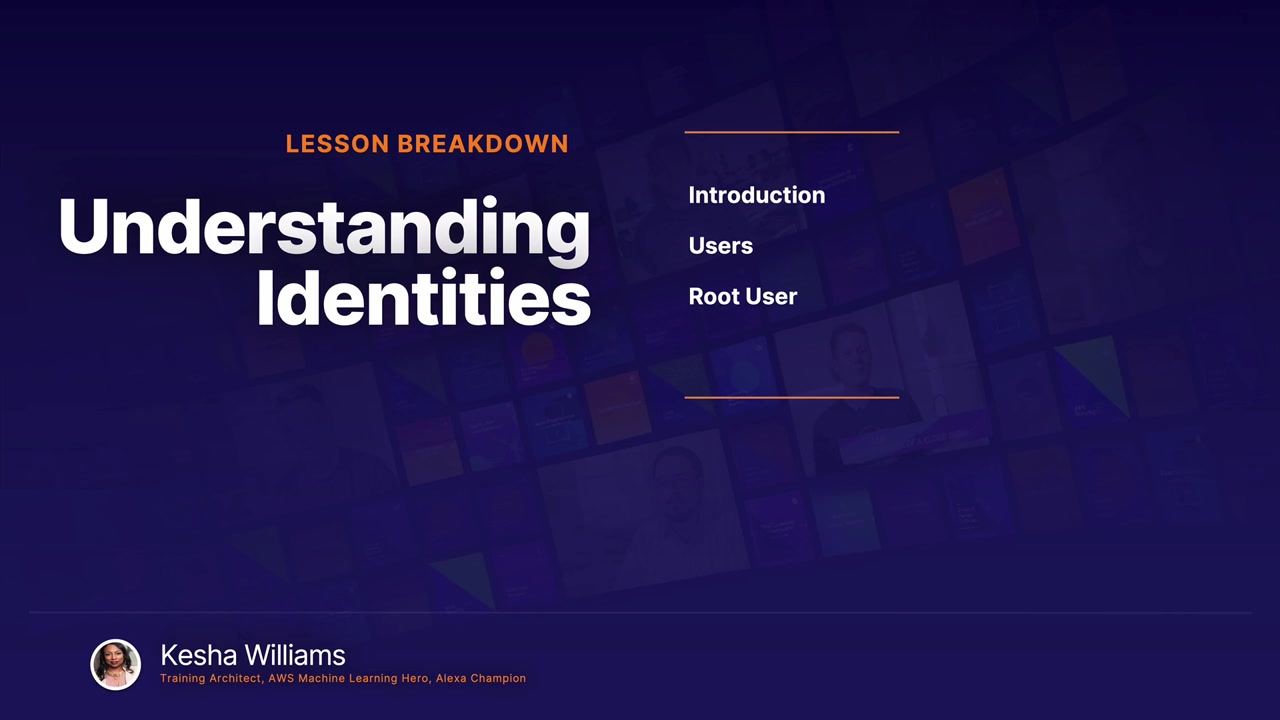 LESSON BREAKDOWN
Understanding
Identities
Introduction
Users
Root User
Kesha Williams
Training Architect, AWS Machine Learning Hero, Alexa Champion